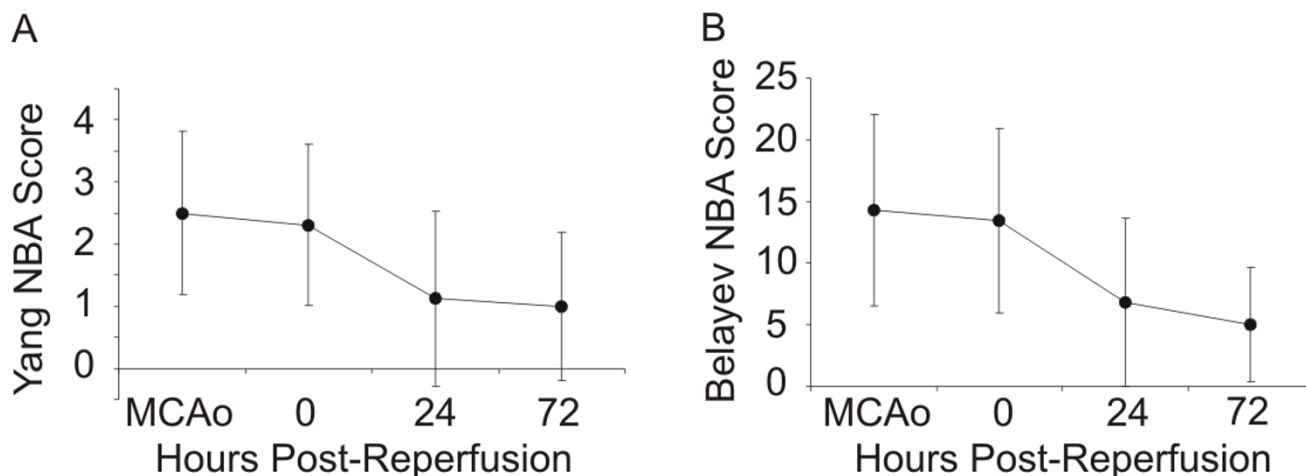 A
Yang NBA Score
4
3
2
1
0
MCAo 0 24 72
Hours Post-Reperfusion
B
Belayev NBA Score
25
20
15
10
5
0
MCAo 0 24 72
Hours Post-Reperfusion